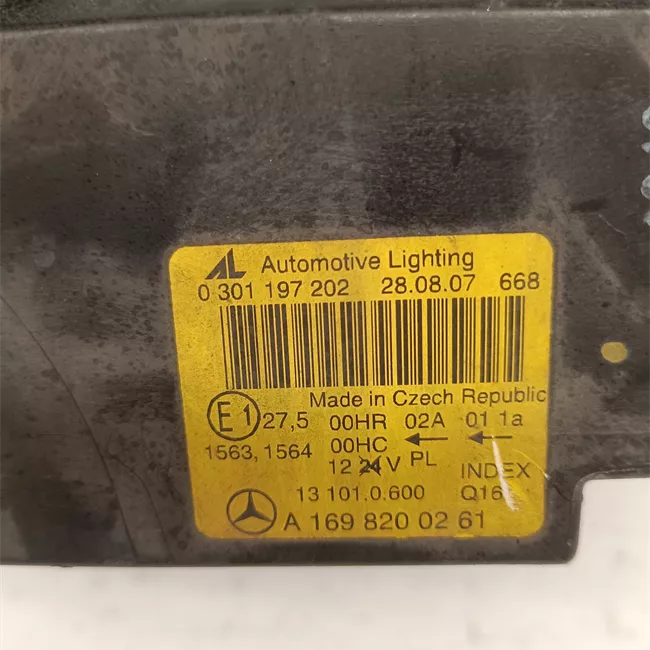 AL Automotive Lighting
0 301 197 202 28.08.07 668
Made in Czech Republic
E1 27,5 00HR 02A 01 1a
1563, 1564 00HC ← ←
12 24 V PL INDEX
13 101.0.600 Q16
A 169 820 02 61